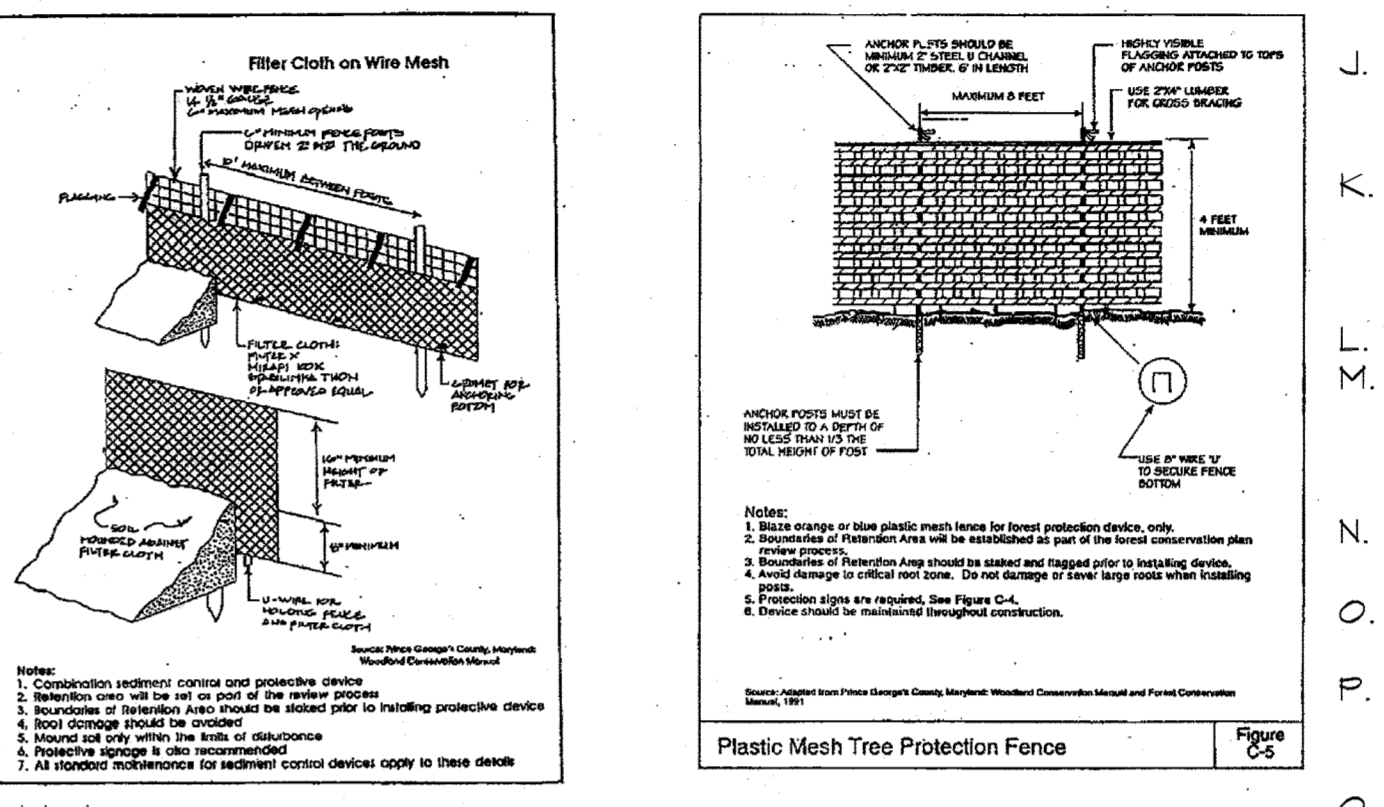 Filter Cloth on Wire Mesh
WOVEN WIRE FENCE
14 ½" GAUGE
6" MAXIMUM MESH OPENING
6" MINIMUM FENCE POSTS
DRIVEN 2' INTO THE GROUND
10' MAXIMUM BETWEEN POSTS
FLAGGING
FILTER CLOTH:
FILTER X
MIRAFI 100X
OR APPROVED EQUAL
GROMET FOR
ANCHORING
BOTTOM
16" MINIMUM
HEIGHT OF
FILTER
8" MINIMUM
SOIL
MOUNDED AGAINST
FILTER CLOTH
U-WIRE FOR
HOLDING FENCE
AND FILTER CLOTH
Source: Prince George's County, Maryland:
Woodland Conservation Manual
Notes:
1. Combination sediment control and protective device
2. Retention area will be set as part of the review process
3. Boundaries of Retention Area should be staked prior to installing protective device
4. Root damage should be avoided
5. Mound soil only within the limits of disturbance
6. Protective signage is also recommended
7. All standard maintenance for sediment control devices apply to these details
ANCHOR POSTS SHOULD BE
MINIMUM 2" STEEL U CHANNEL
OR 2"X2" TIMBER, 6' IN LENGTH
HIGHLY VISIBLE
FLAGGING ATTACHED TO TOPS
OF ANCHOR POSTS
MAXIMUM 8 FEET
USE 2"X4" LUMBER
FOR CROSS BRACING
4 FEET
MINIMUM
ANCHOR POSTS MUST BE
INSTALLED TO A DEPTH OF
NO LESS THAN 1/3 THE
TOTAL HEIGHT OF POST
USE 8" WIRE 'U'
TO SECURE FENCE
BOTTOM
Notes:
1. Blaze orange or blue plastic mesh fence for forest protection device, only.
2. Boundaries of Retention Area will be established as part of the forest conservation plan
review process.
3. Boundaries of Retention Area should be staked and flagged prior to installing device.
4. Avoid damage to critical root zone. Do not damage or sever large roots when installing
posts.
5. Protection signs are required, See Figure C-4.
6. Device should be maintained throughout construction.
Source: Adapted from Prince George's County, Maryland: Woodland Conservation Manual and Forest Conservation
Manual, 1991
Plastic Mesh Tree Protection Fence
Figure
C-5
J.
K.
L.
M.
N.
O.
P.